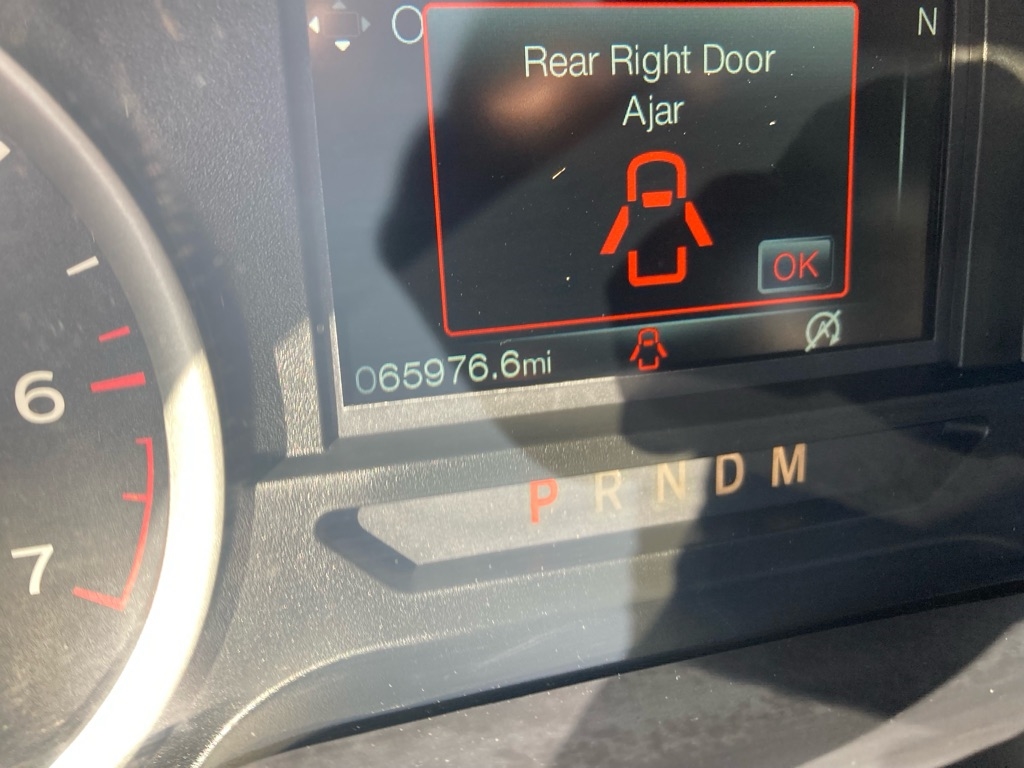 N
Rear Right Door
Ajar
OK
065976.6mi
6
7
P R N D M